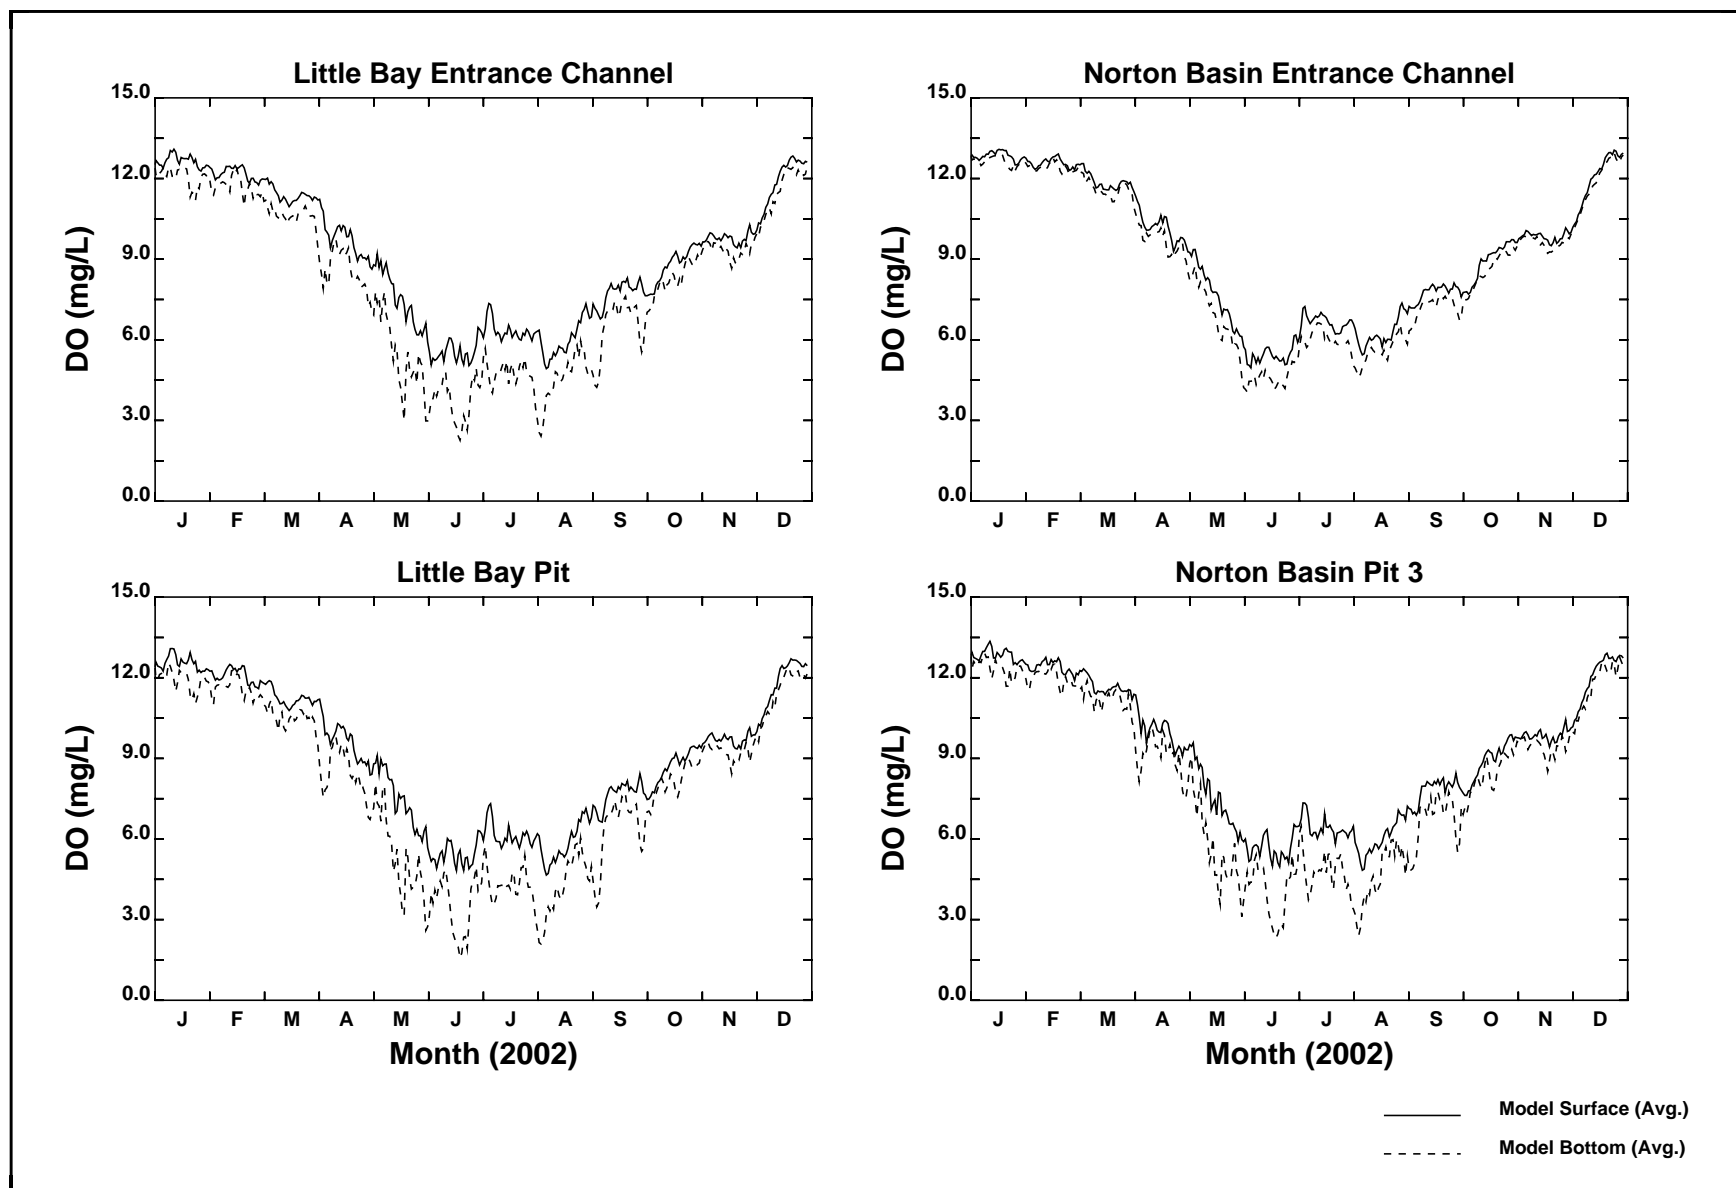 Little Bay Entrance Channel
15.0
12.0
9.0
6.0
3.0
0.0
DO (mg/L)
J F M A M J J A S O N D
Norton Basin Entrance Channel
15.0
12.0
9.0
6.0
3.0
0.0
DO (mg/L)
J F M A M J J A S O N D
Little Bay Pit
15.0
12.0
9.0
6.0
3.0
0.0
DO (mg/L)
J F M A M J J A S O N D
Month (2002)
Norton Basin Pit 3
15.0
12.0
9.0
6.0
3.0
0.0
DO (mg/L)
J F M A M J J A S O N D
Month (2002)
Model Surface (Avg.)
Model Bottom (Avg.)